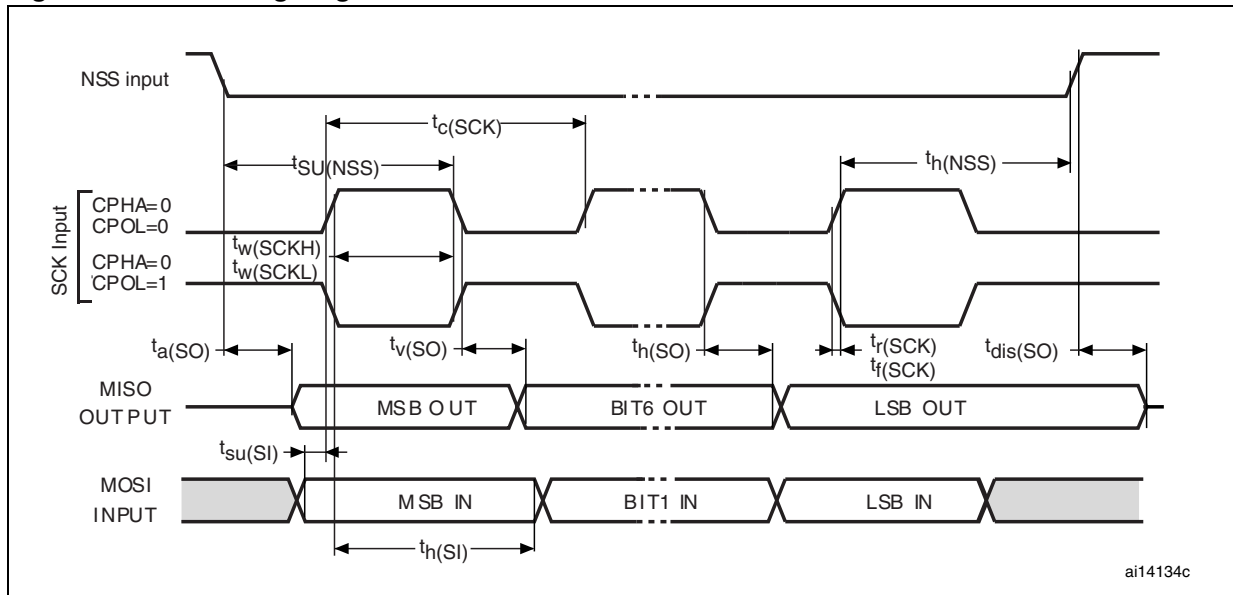 NSS input
tc(SCK)
tSU(NSS)
th(NSS)
SCK Input
CPHA=0
CPOL=0
tw(SCKH)
tw(SCKL)
CPHA=0
CPOL=1
ta(SO)
tv(SO)
th(SO)
tr(SCK)
tf(SCK)
tdis(SO)
MISO
OUTPUT
MSB OUT
BIT6 OUT
LSB OUT
tsu(SI)
MOSI
INPUT
MSB IN
BIT1 IN
LSB IN
th(SI)
ai14134c